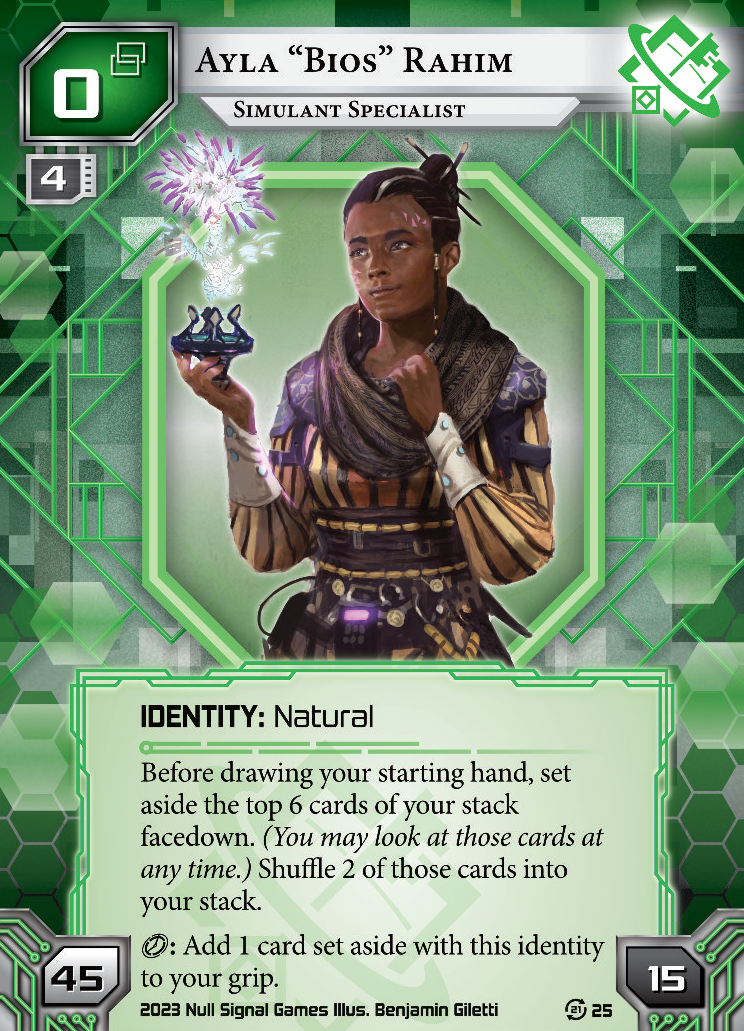 0
AYLA “BIOS” RAHIM
SIMULANT SPECIALIST
4
IDENTITY: Natural
Before drawing your starting hand, set
aside the top 6 cards of your stack
facedown. (You may look at those cards at
any time.) Shuffle 2 of those cards into
your stack.
: Add 1 card set aside with this identity
to your grip.
45
15
2023 Null Signal Games Illus. Benjamin Giletti
21 25